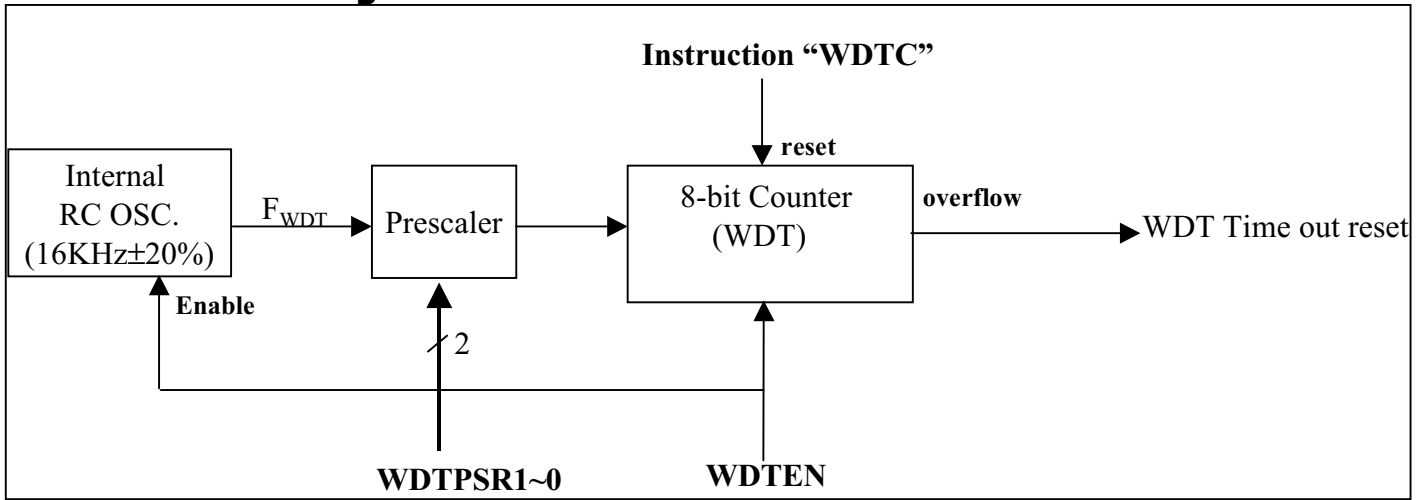 Instruction “WDTC”
reset
Internal
RC OSC.
(16KHz±20%)
F_WDT
Prescaler
8-bit Counter
(WDT)
overflow
WDT Time out reset
Enable
2
WDTPSR1~0
WDTEN